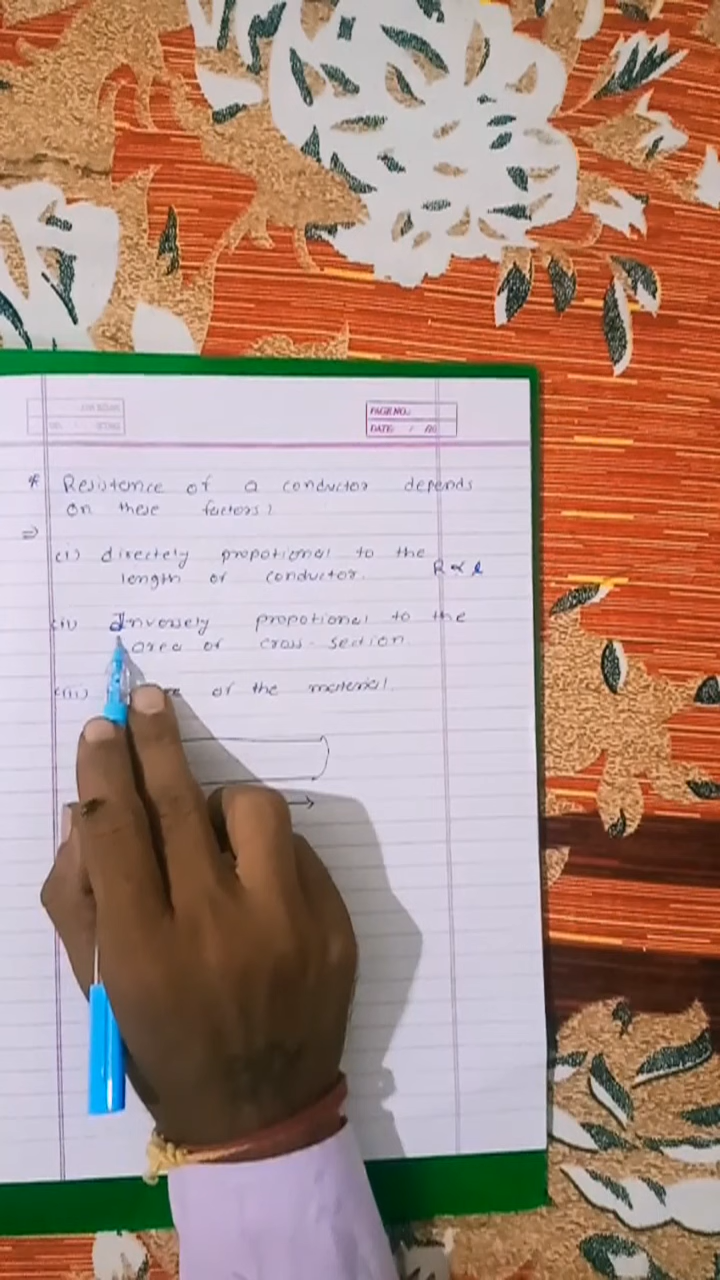 PAGE NO.:
DATE: / /20
* Resistance of a conductor depends
on these factors?
⇒
(i) directely propotional to the
length of conductor. R ∝ l
(ii) Inversely propotional to the
area of cross-section
(iii) of the material.